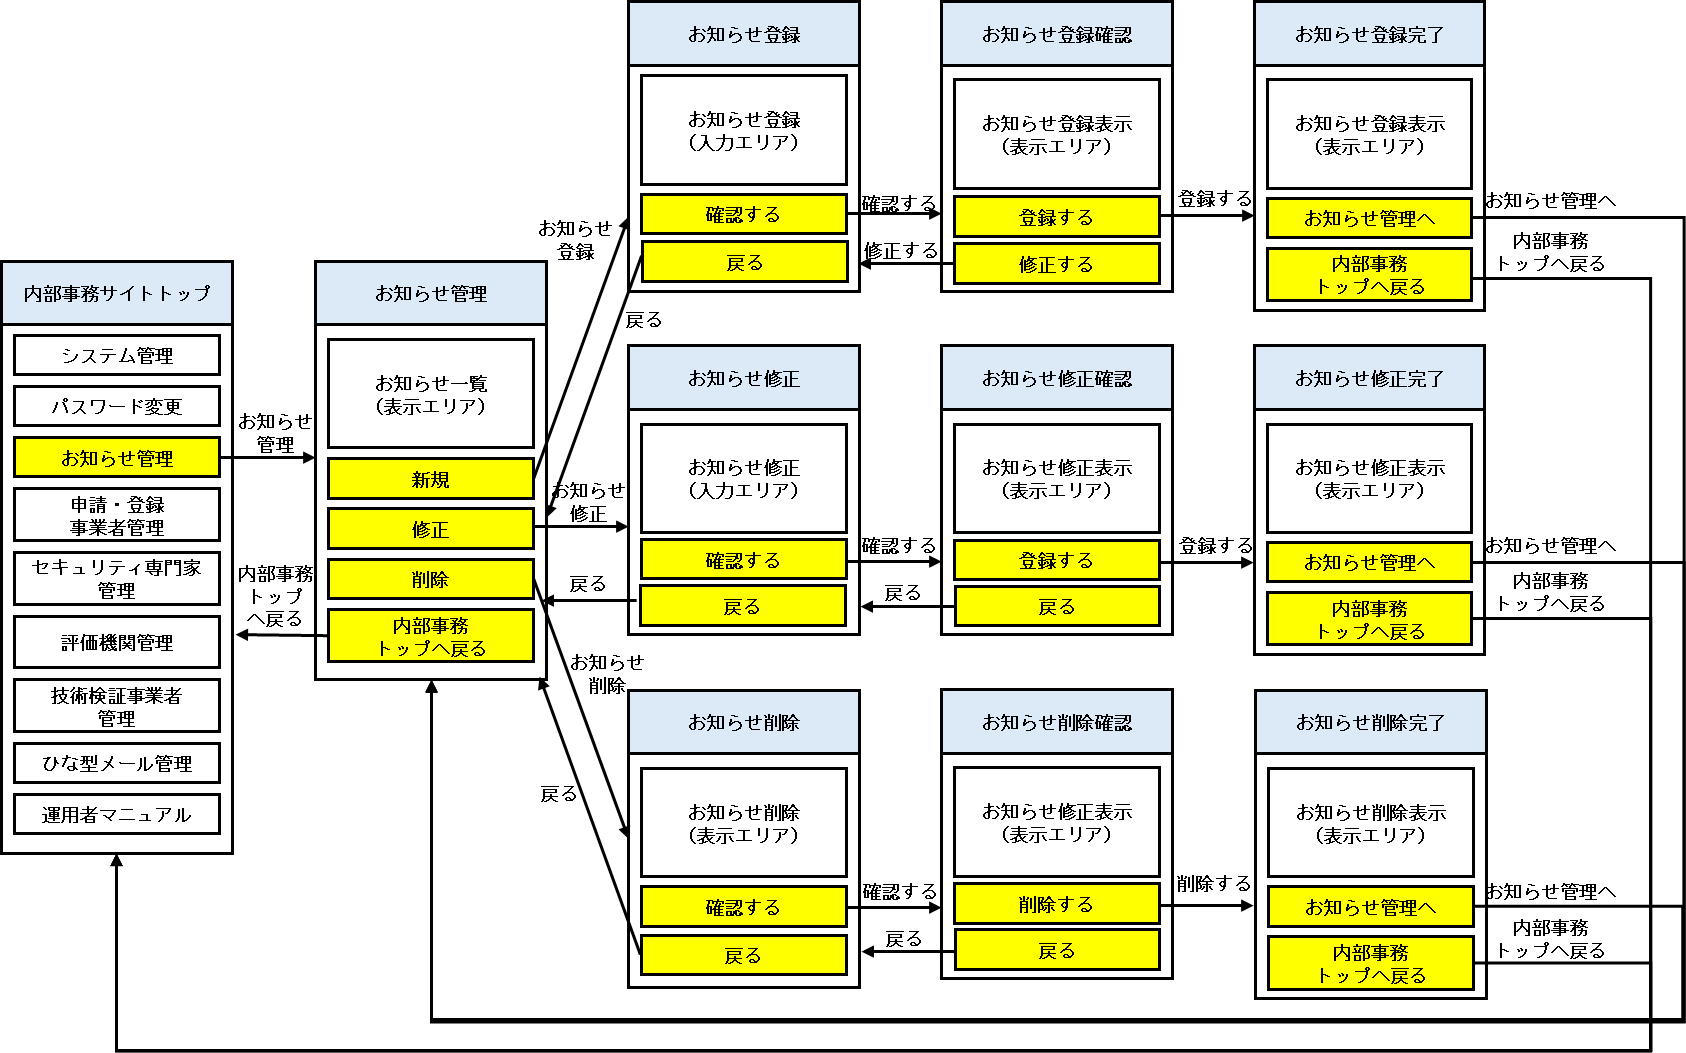 内部事務サイトトップ
システム管理
パスワード変更
お知らせ管理
申請・登録
事業者管理
セキュリティ専門家
管理
評価機関管理
技術検証事業者
管理
ひな型メール管理
運用者マニュアル
お知らせ
管理
内部事務
トップ
へ戻る
お知らせ管理
お知らせ一覧
（表示エリア）
新規
修正
削除
内部事務
トップへ戻る
お知らせ
登録
戻る
お知らせ
修正
戻る
お知らせ
削除
戻る
お知らせ登録
お知らせ登録
（入力エリア）
確認する
戻る
確認する
修正する
お知らせ登録確認
お知らせ登録表示
（表示エリア）
登録する
修正する
登録する
お知らせ登録完了
お知らせ登録表示
（表示エリア）
お知らせ管理へ
内部事務
トップへ戻る
お知らせ管理へ
内部事務
トップへ戻る
お知らせ修正
お知らせ修正
（入力エリア）
確認する
戻る
確認する
戻る
お知らせ修正確認
お知らせ修正表示
（表示エリア）
登録する
戻る
登録する
お知らせ修正完了
お知らせ修正表示
（表示エリア）
お知らせ管理へ
内部事務
トップへ戻る
お知らせ管理へ
内部事務
トップへ戻る
お知らせ削除
お知らせ削除
（表示エリア）
確認する
戻る
確認する
戻る
お知らせ削除確認
お知らせ修正表示
（表示エリア）
削除する
戻る
削除する
お知らせ削除完了
お知らせ削除表示
（表示エリア）
お知らせ管理へ
内部事務
トップへ戻る
お知らせ管理へ
内部事務
トップへ戻る